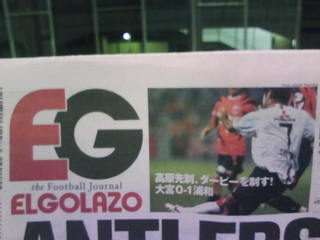 EG
the Football Journal
ELGOLAZO
7
高原先制、ダービーを制す!
大宮0-1浦和
ANTLERS